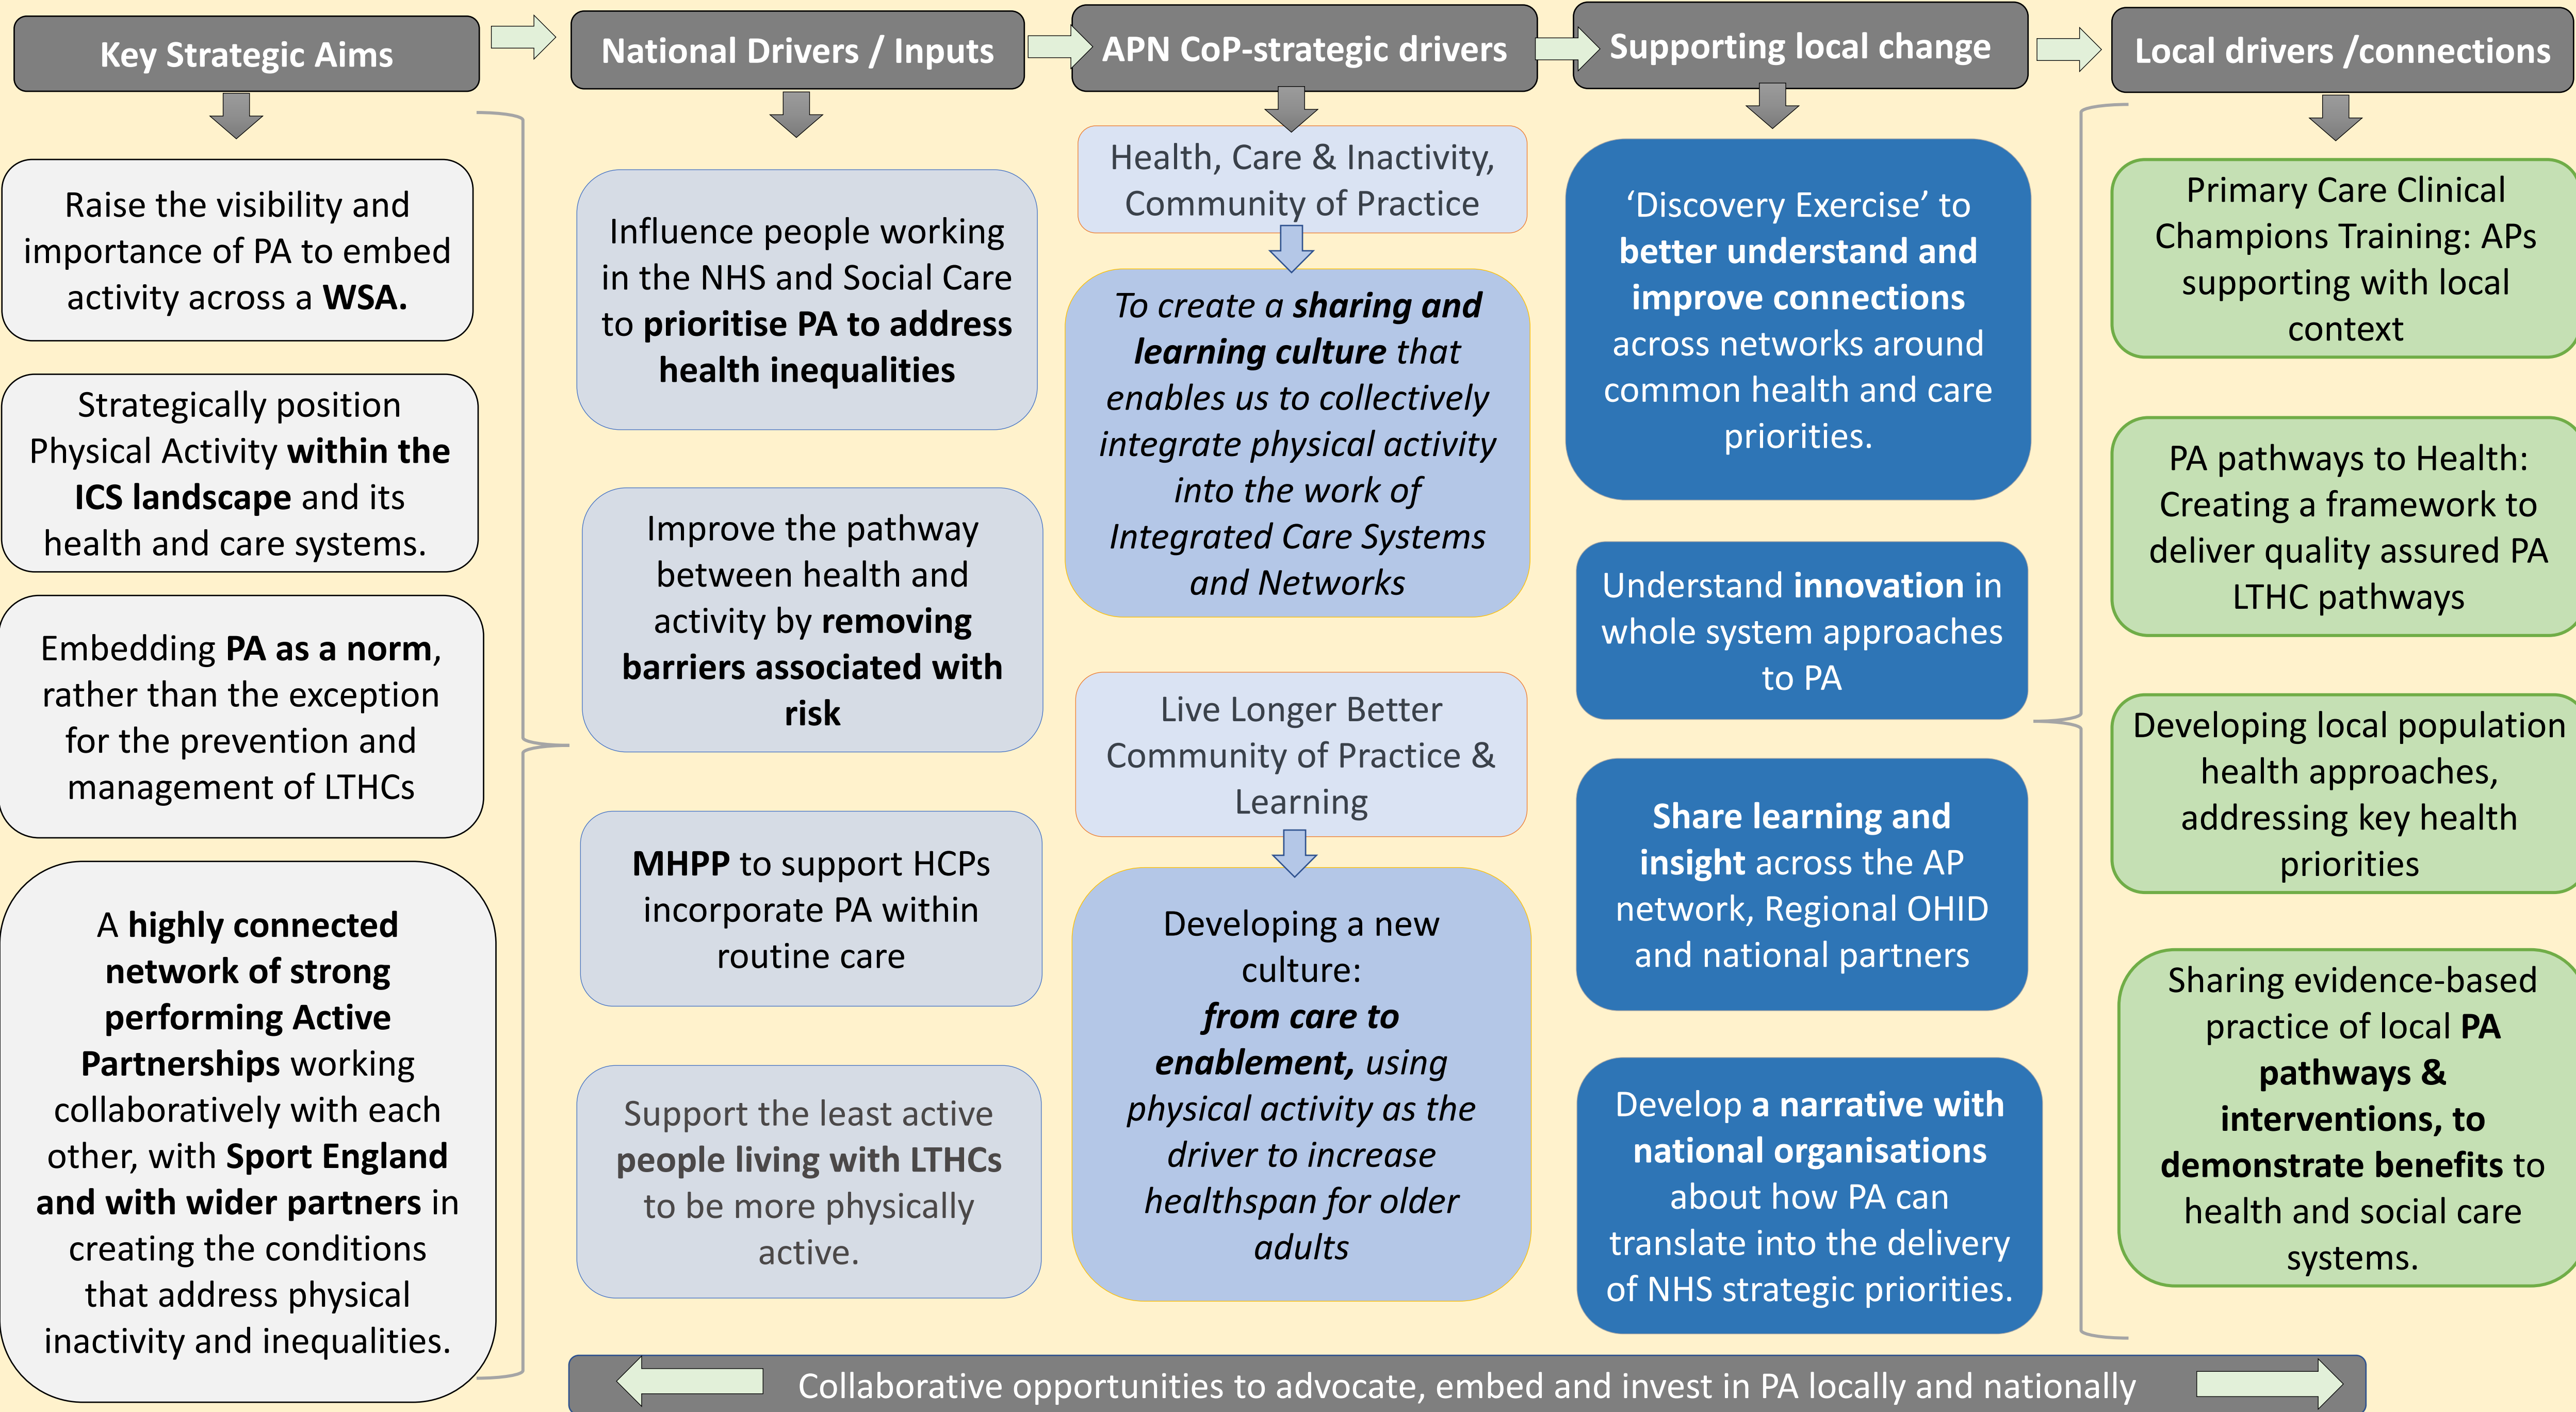 Key Strategic Aims
Raise the visibility and
importance of PA to embed
activity across a WSA.
Strategically position
Physical Activity within the
ICS landscape and its
health and care systems.
Embedding PA as a norm,
rather than the exception
for the prevention and
management of LTHCs
A highly connected
network of strong
performing Active
Partnerships working
collaboratively with each
other, with Sport England
and with wider partners in
creating the conditions
that address physical
inactivity and inequalities.
National Drivers / Inputs
Influence people working
in the NHS and Social Care
to prioritise PA to address
health inequalities
Improve the pathway
between health and
activity by removing
barriers associated with
risk
MHPP to support HCPs
incorporate PA within
routine care
Support the least active
people living with LTHCs
to be more physically
active.
APN CoP-strategic drivers
Health, Care & Inactivity,
Community of Practice
To create a sharing and
learning culture that
enables us to collectively
integrate physical activity
into the work of
Integrated Care Systems
and Networks
Live Longer Better
Community of Practice &
Learning
Developing a new
culture:
from care to
enablement, using
physical activity as the
driver to increase
healthspan for older
adults
Supporting local change
‘Discovery Exercise’ to
better understand and
improve connections
across networks around
common health and care
priorities.
Understand innovation in
whole system approaches
to PA
Share learning and
insight across the AP
network, Regional OHID
and national partners
Develop a narrative with
national organisations
about how PA can
translate into the delivery
of NHS strategic priorities.
Local drivers /connections
Primary Care Clinical
Champions Training: APs
supporting with local
context
PA pathways to Health:
Creating a framework to
deliver quality assured PA
LTHC pathways
Developing local population
health approaches,
addressing key health
priorities
Sharing evidence-based
practice of local PA
pathways &
interventions, to
demonstrate benefits to
health and social care
systems.
Collaborative opportunities to advocate, embed and invest in PA locally and nationally